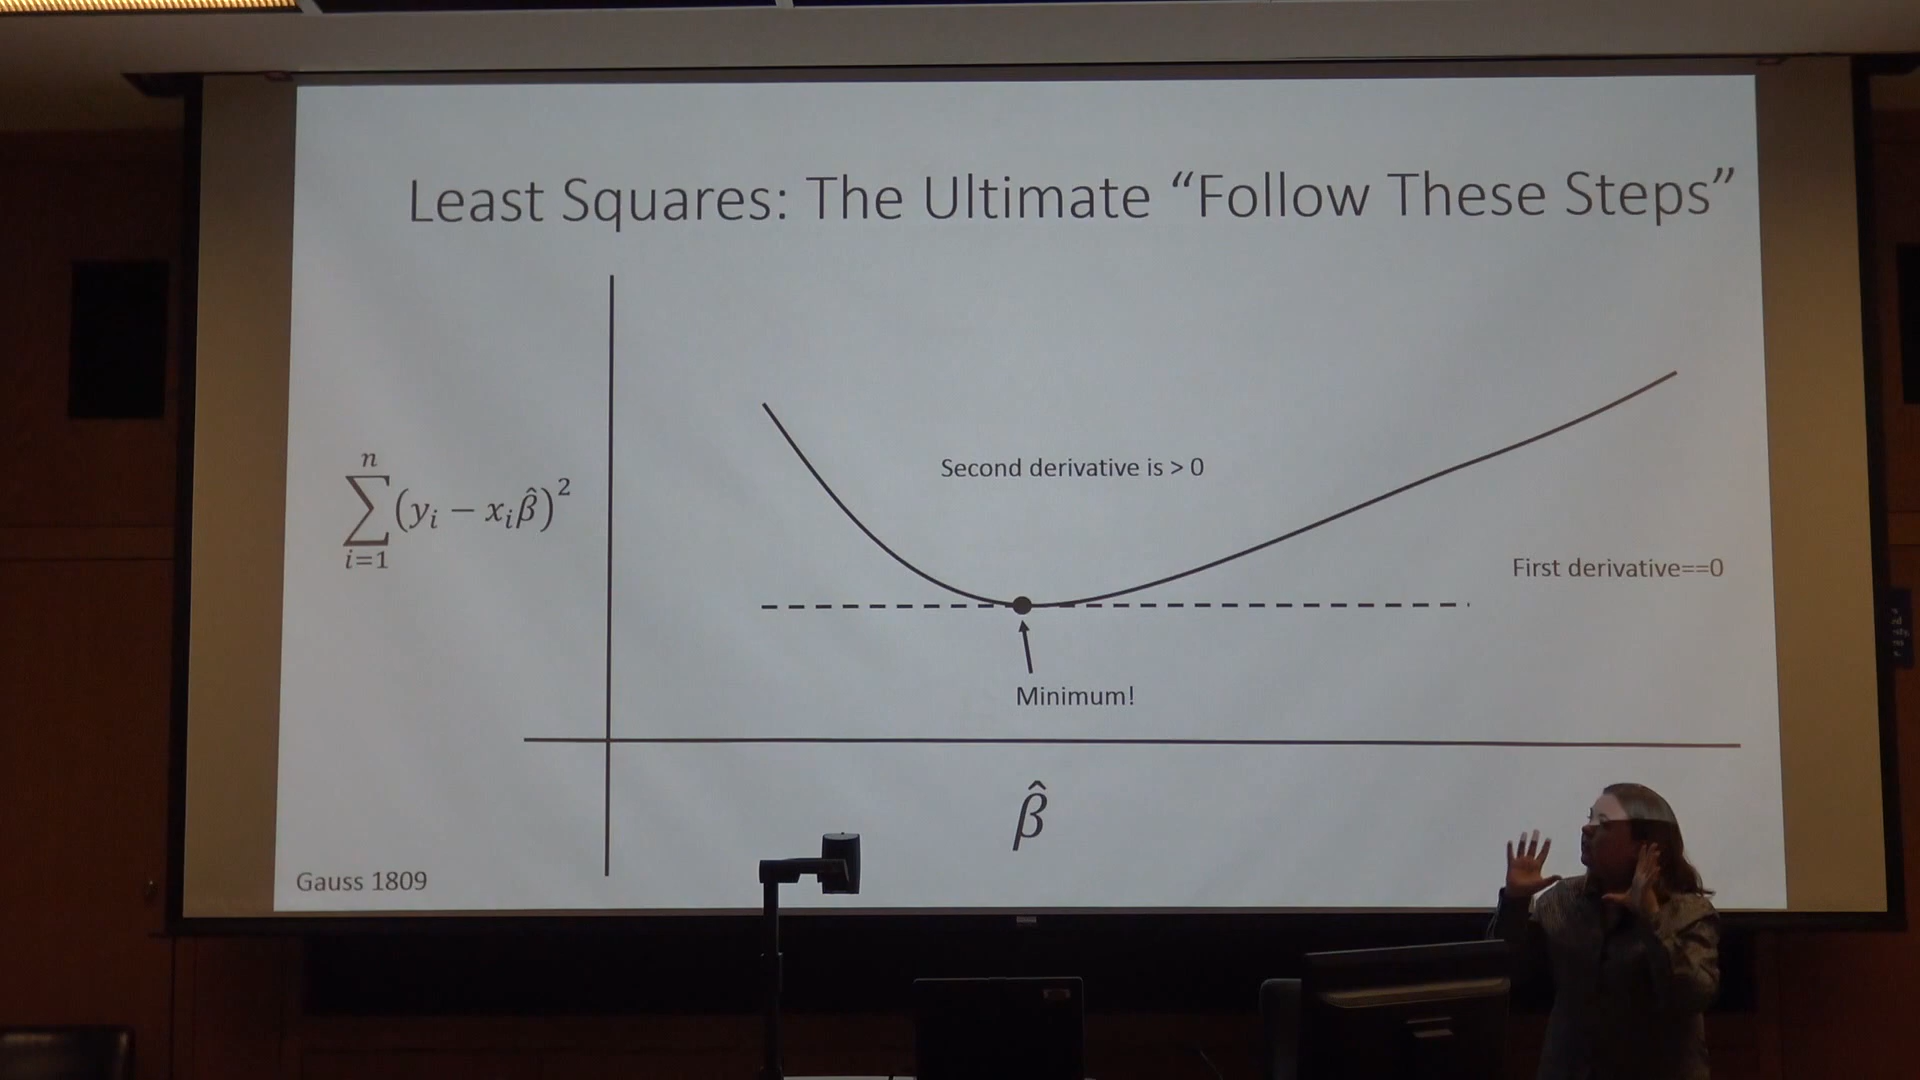 Least Squares: The Ultimate “Follow These Steps”
Second derivative is > 0
∑ᵢ₌₁ⁿ(yᵢ − xᵢβ̂)²
First derivative==0
Minimum!
β̂
Gauss 1809